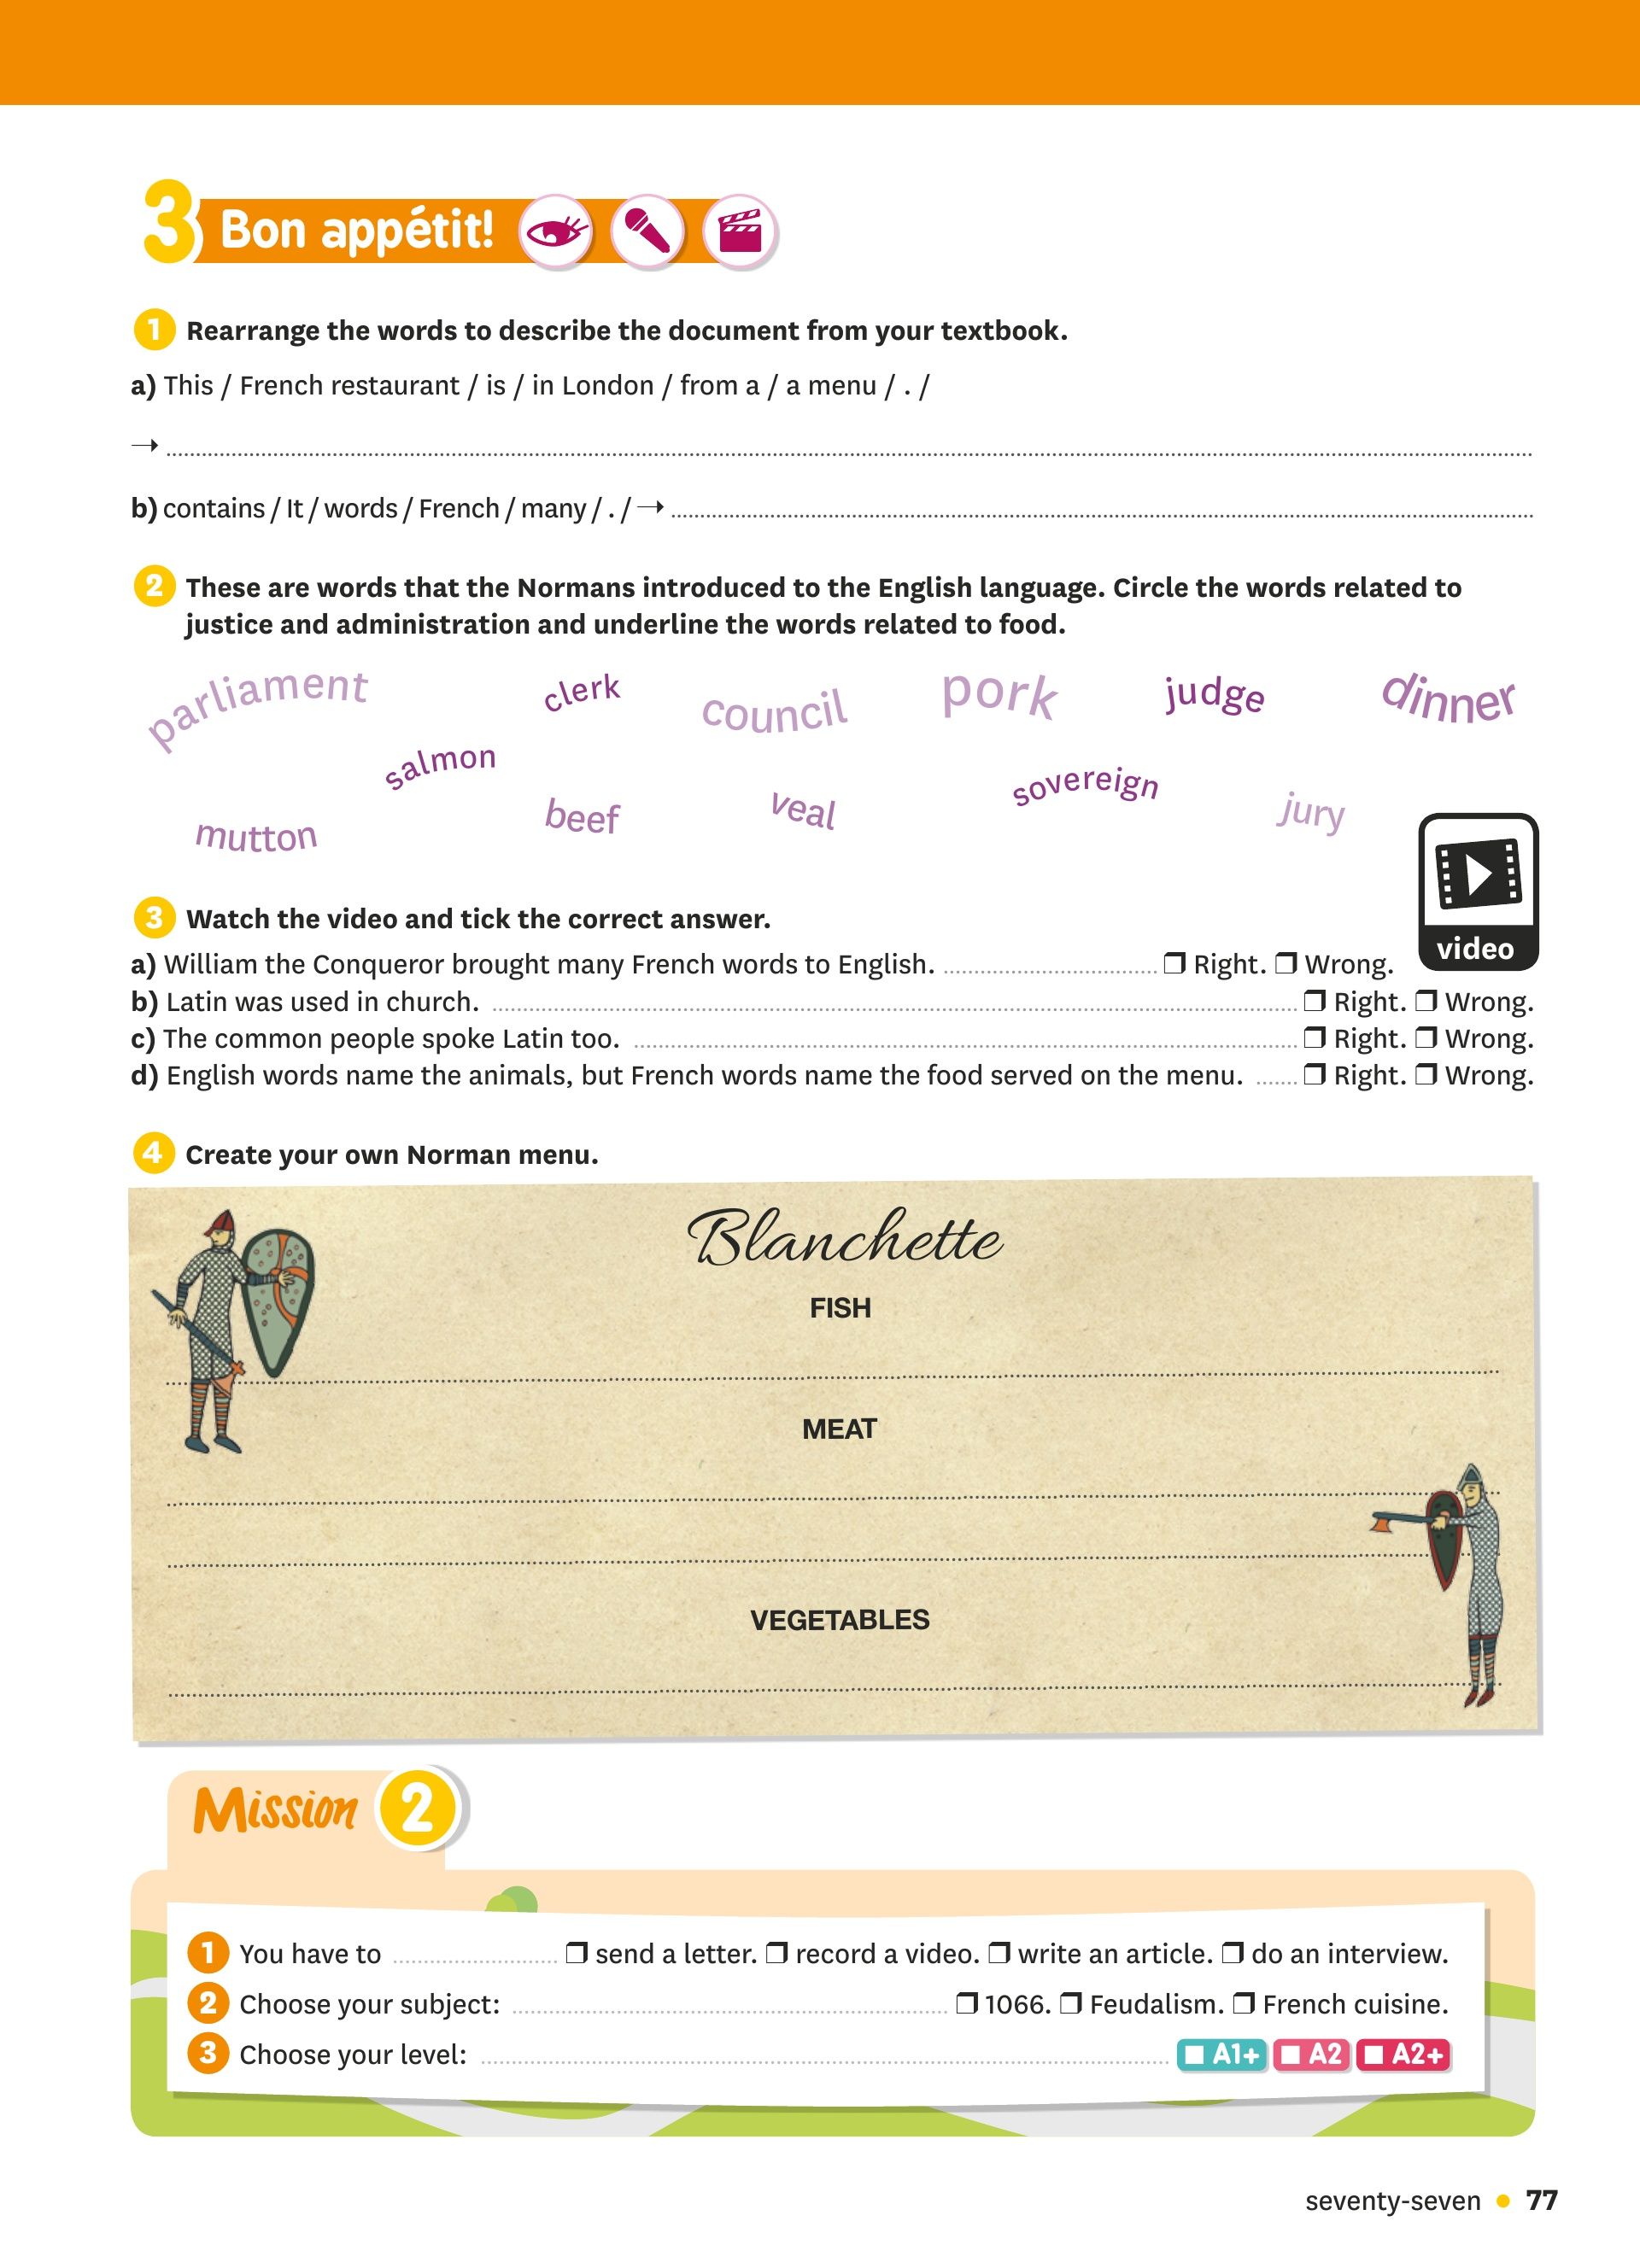 3 Bon appétit!
1 Rearrange the words to describe the document from your textbook.
a) This / French restaurant / is / in London / from a / a menu / . /
→ ....................
b) contains / It / words / French / many / . / → ....................
2 These are words that the Normans introduced to the English language. Circle the words related to
justice and administration and underline the words related to food.
parliament clerk council pork judge dinner
salmon sovereign
mutton beef veal jury
video
3 Watch the video and tick the correct answer.
a) William the Conqueror brought many French words to English. .................... ❒ Right. ❒ Wrong.
b) Latin was used in church. .................... ❒ Right. ❒ Wrong.
c) The common people spoke Latin too. .................... ❒ Right. ❒ Wrong.
d) English words name the animals, but French words name the food served on the menu. ....... ❒ Right. ❒ Wrong.
4 Create your own Norman menu.
Blanchette
FISH
MEAT
VEGETABLES
Mission 2
1 You have to .................... ❒ send a letter. ❒ record a video. ❒ write an article. ❒ do an interview.
2 Choose your subject: .................... ❒ 1066. ❒ Feudalism. ❒ French cuisine.
3 Choose your level: .................... A1+ A2 A2+
seventy-seven • 77